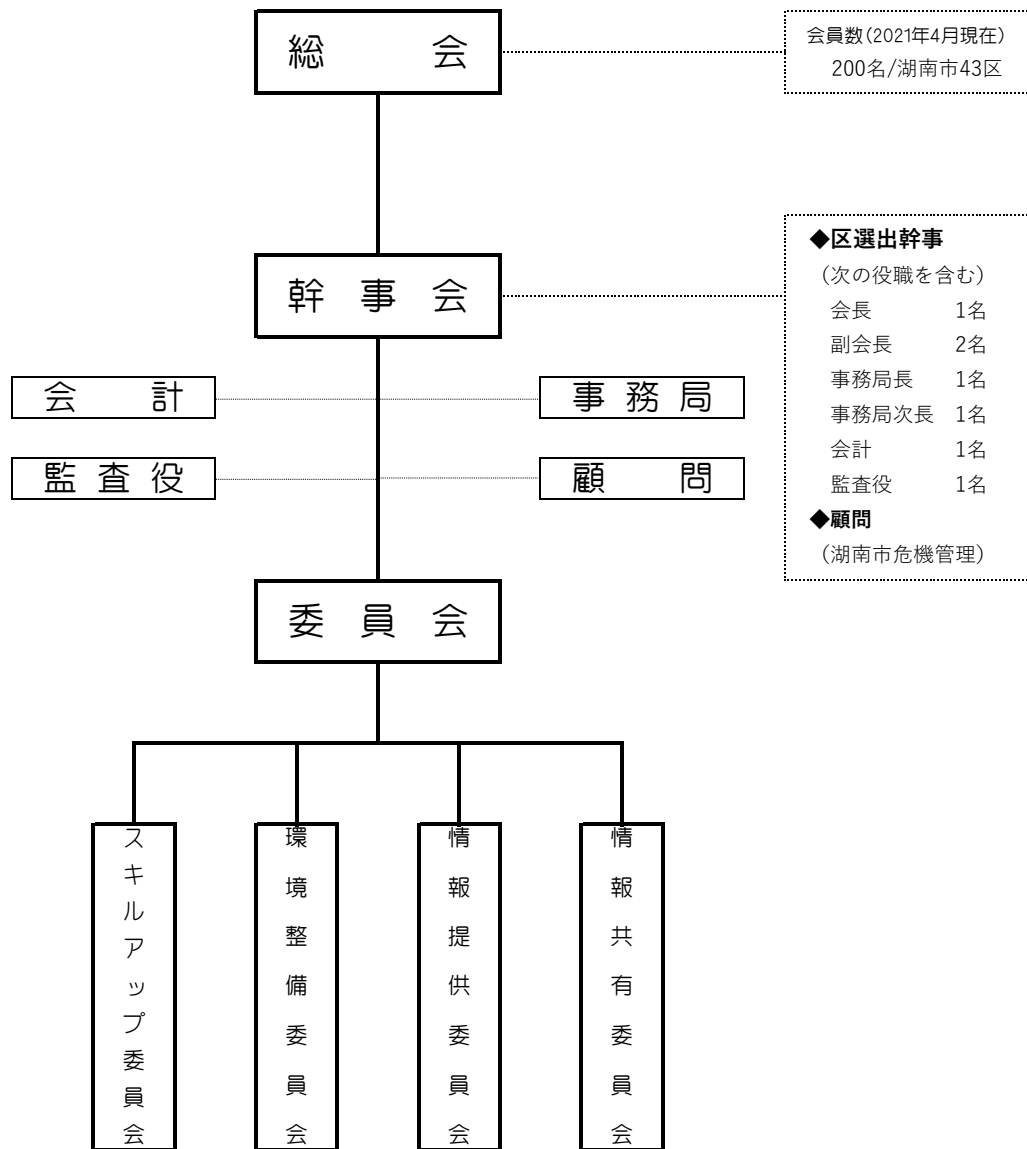 総会
会員数(2021年4月現在)
200名/湖南市43区
幹事会
◆区選出幹事
（次の役職を含む）
会長 1名
副会長 2名
事務局長 1名
事務局次長 1名
会計 1名
監査役 1名
◆顧問
（湖南市危機管理）
会計
事務局
監査役
顧問
委員会
スキルアップ委員会
環境整備委員会
情報提供委員会
情報共有委員会